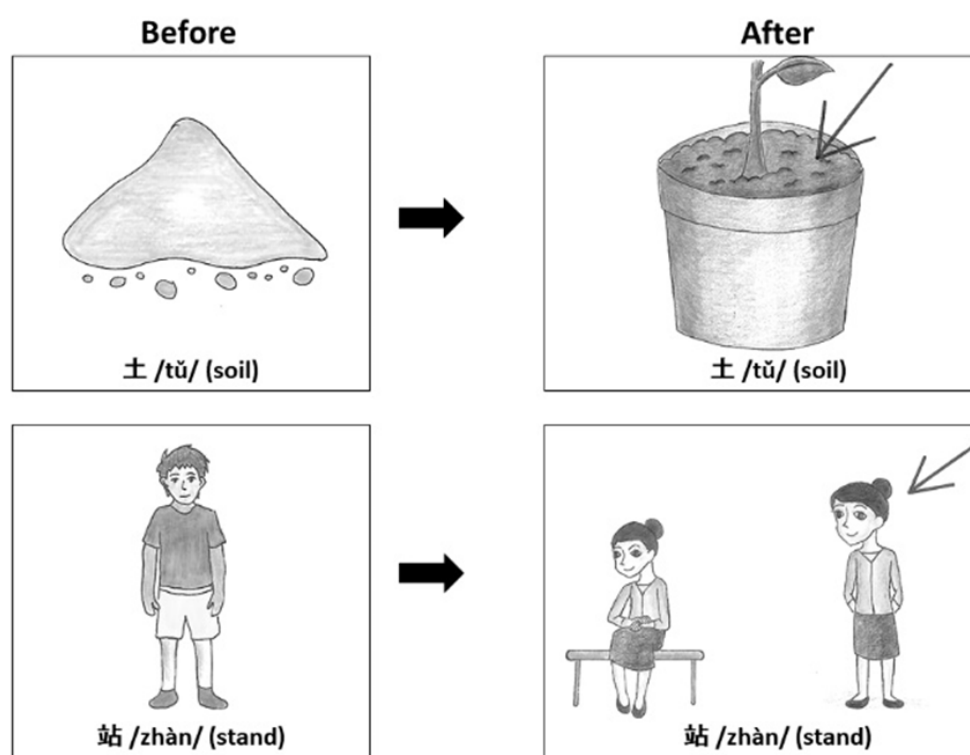 Before
After
土 /tǔ/ (soil)
土 /tǔ/ (soil)
站 /zhàn/ (stand)
站 /zhàn/ (stand)